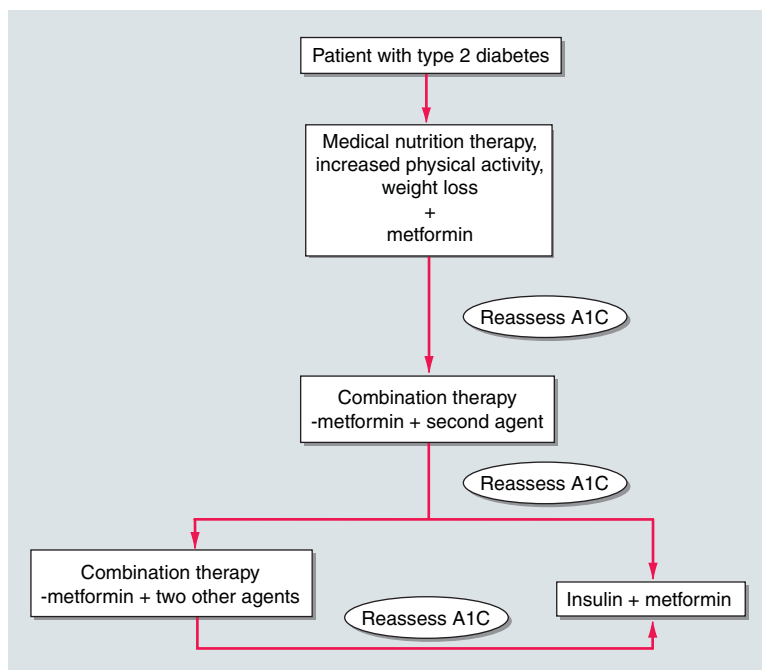 Patient with type 2 diabetes
Medical nutrition therapy,
increased physical activity,
weight loss
+
metformin
Reassess A1C
Combination therapy
-metformin + second agent
Reassess A1C
Combination therapy
-metformin + two other agents
Reassess A1C
Insulin + metformin